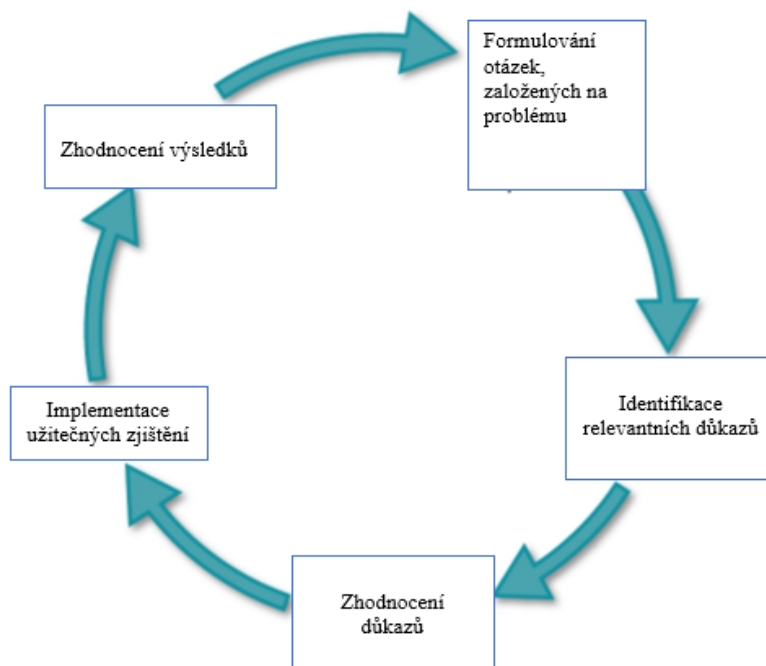 Formulování
otázek,
založených na
problému
Zhodnocení výsledků
Identifikace
relevantních důkazů
Implementace
užitečných zjištění
Zhodnocení
důkazů